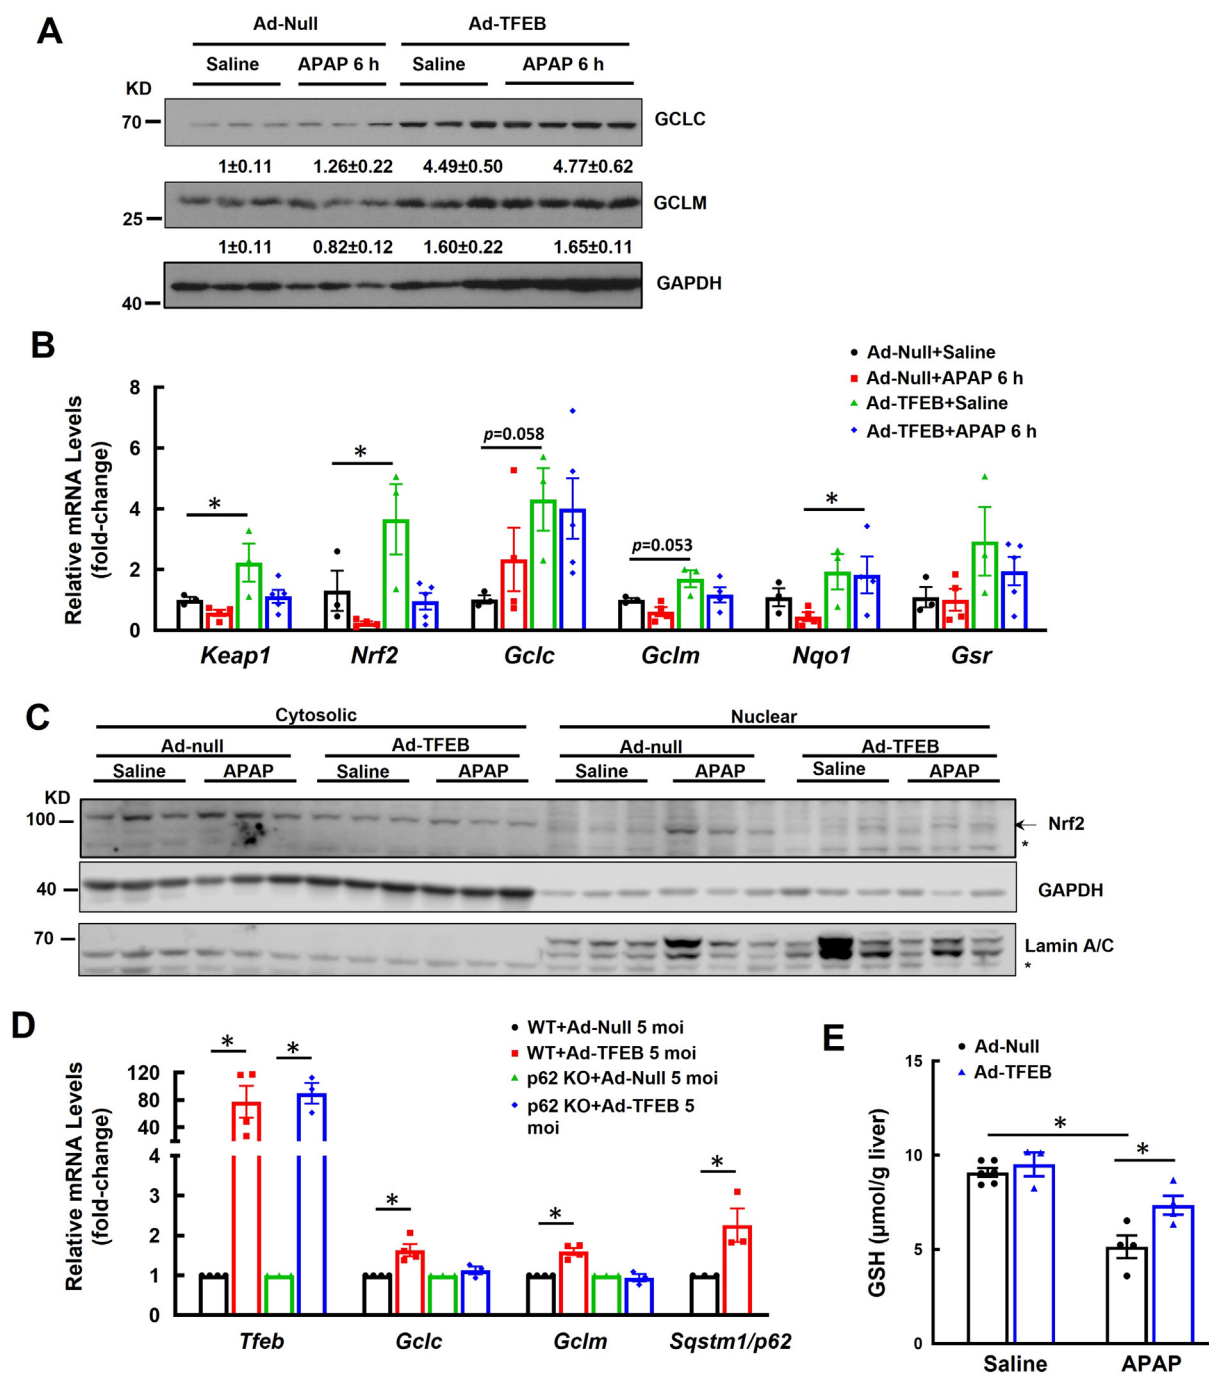 A
Ad-Null Ad-TFEB
Saline APAP 6 h Saline APAP 6 h
KD
70 GCLC
1±0.11 1.26±0.22 4.49±0.50 4.77±0.62
GCLM
25
1±0.11 0.82±0.12 1.60±0.22 1.65±0.11
GAPDH
40
B
Ad-Null+Saline
Ad-Null+APAP 6 h
Ad-TFEB+Saline
Ad-TFEB+APAP 6 h
Relative mRNA Levels
(fold-change)
8
6
4
2
0
* * p=0.058 p=0.053 *
Keap1 Nrf2 Gclc Gclm Nqo1 Gsr
C
Cytosolic Nuclear
Ad-null Ad-TFEB Ad-null Ad-TFEB
Saline APAP Saline APAP Saline APAP Saline APAP
KD
100 Nrf2
*
40 GAPDH
70 Lamin A/C
*
D
WT+Ad-Null 5 moi
WT+Ad-TFEB 5 moi
p62 KO+Ad-Null 5 moi
p62 KO+Ad-TFEB 5
moi
Relative mRNA Levels
(fold-change)
120
80
40
4
3
2
1
0
* * * * *
Tfeb Gclc Gclm Sqstm1/p62
E
Ad-Null
Ad-TFEB
GSH (μmol/g liver)
15
10
5
0
* *
Saline APAP